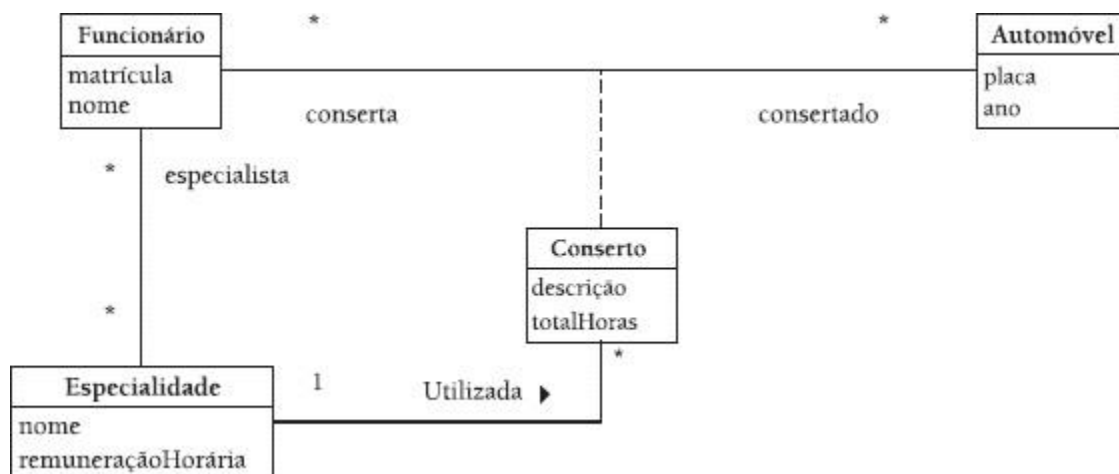 Funcionário
matrícula
nome
*
*
Automóvel
placa
ano
conserta
consertado
*
especialista
*
Conserto
descrição
totalHoras
*
Especialidade
nome
remuneraçãoHorária
1
Utilizada